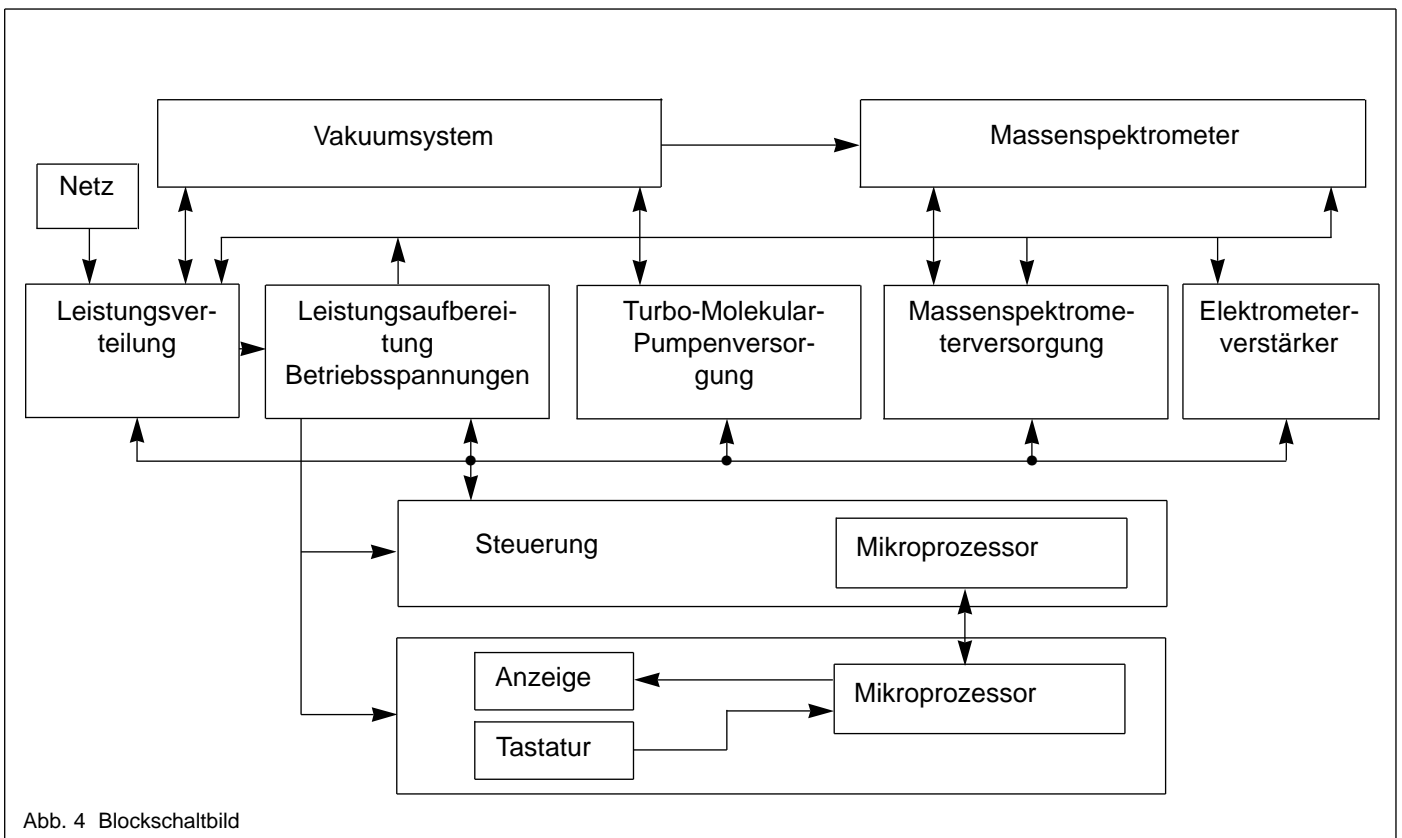 Vakuumsystem
Massenspektrometer
Netz
Leistungsver-
teilung
Leistungsaufberei-
tung
Betriebsspannungen
Turbo-Molekular-
Pumpenversor-
gung
Massenspektrome-
terversorgung
Elektrometer-
verstärker
Steuerung
Mikroprozessor
Anzeige
Mikroprozessor
Tastatur
Abb. 4 Blockschaltbild